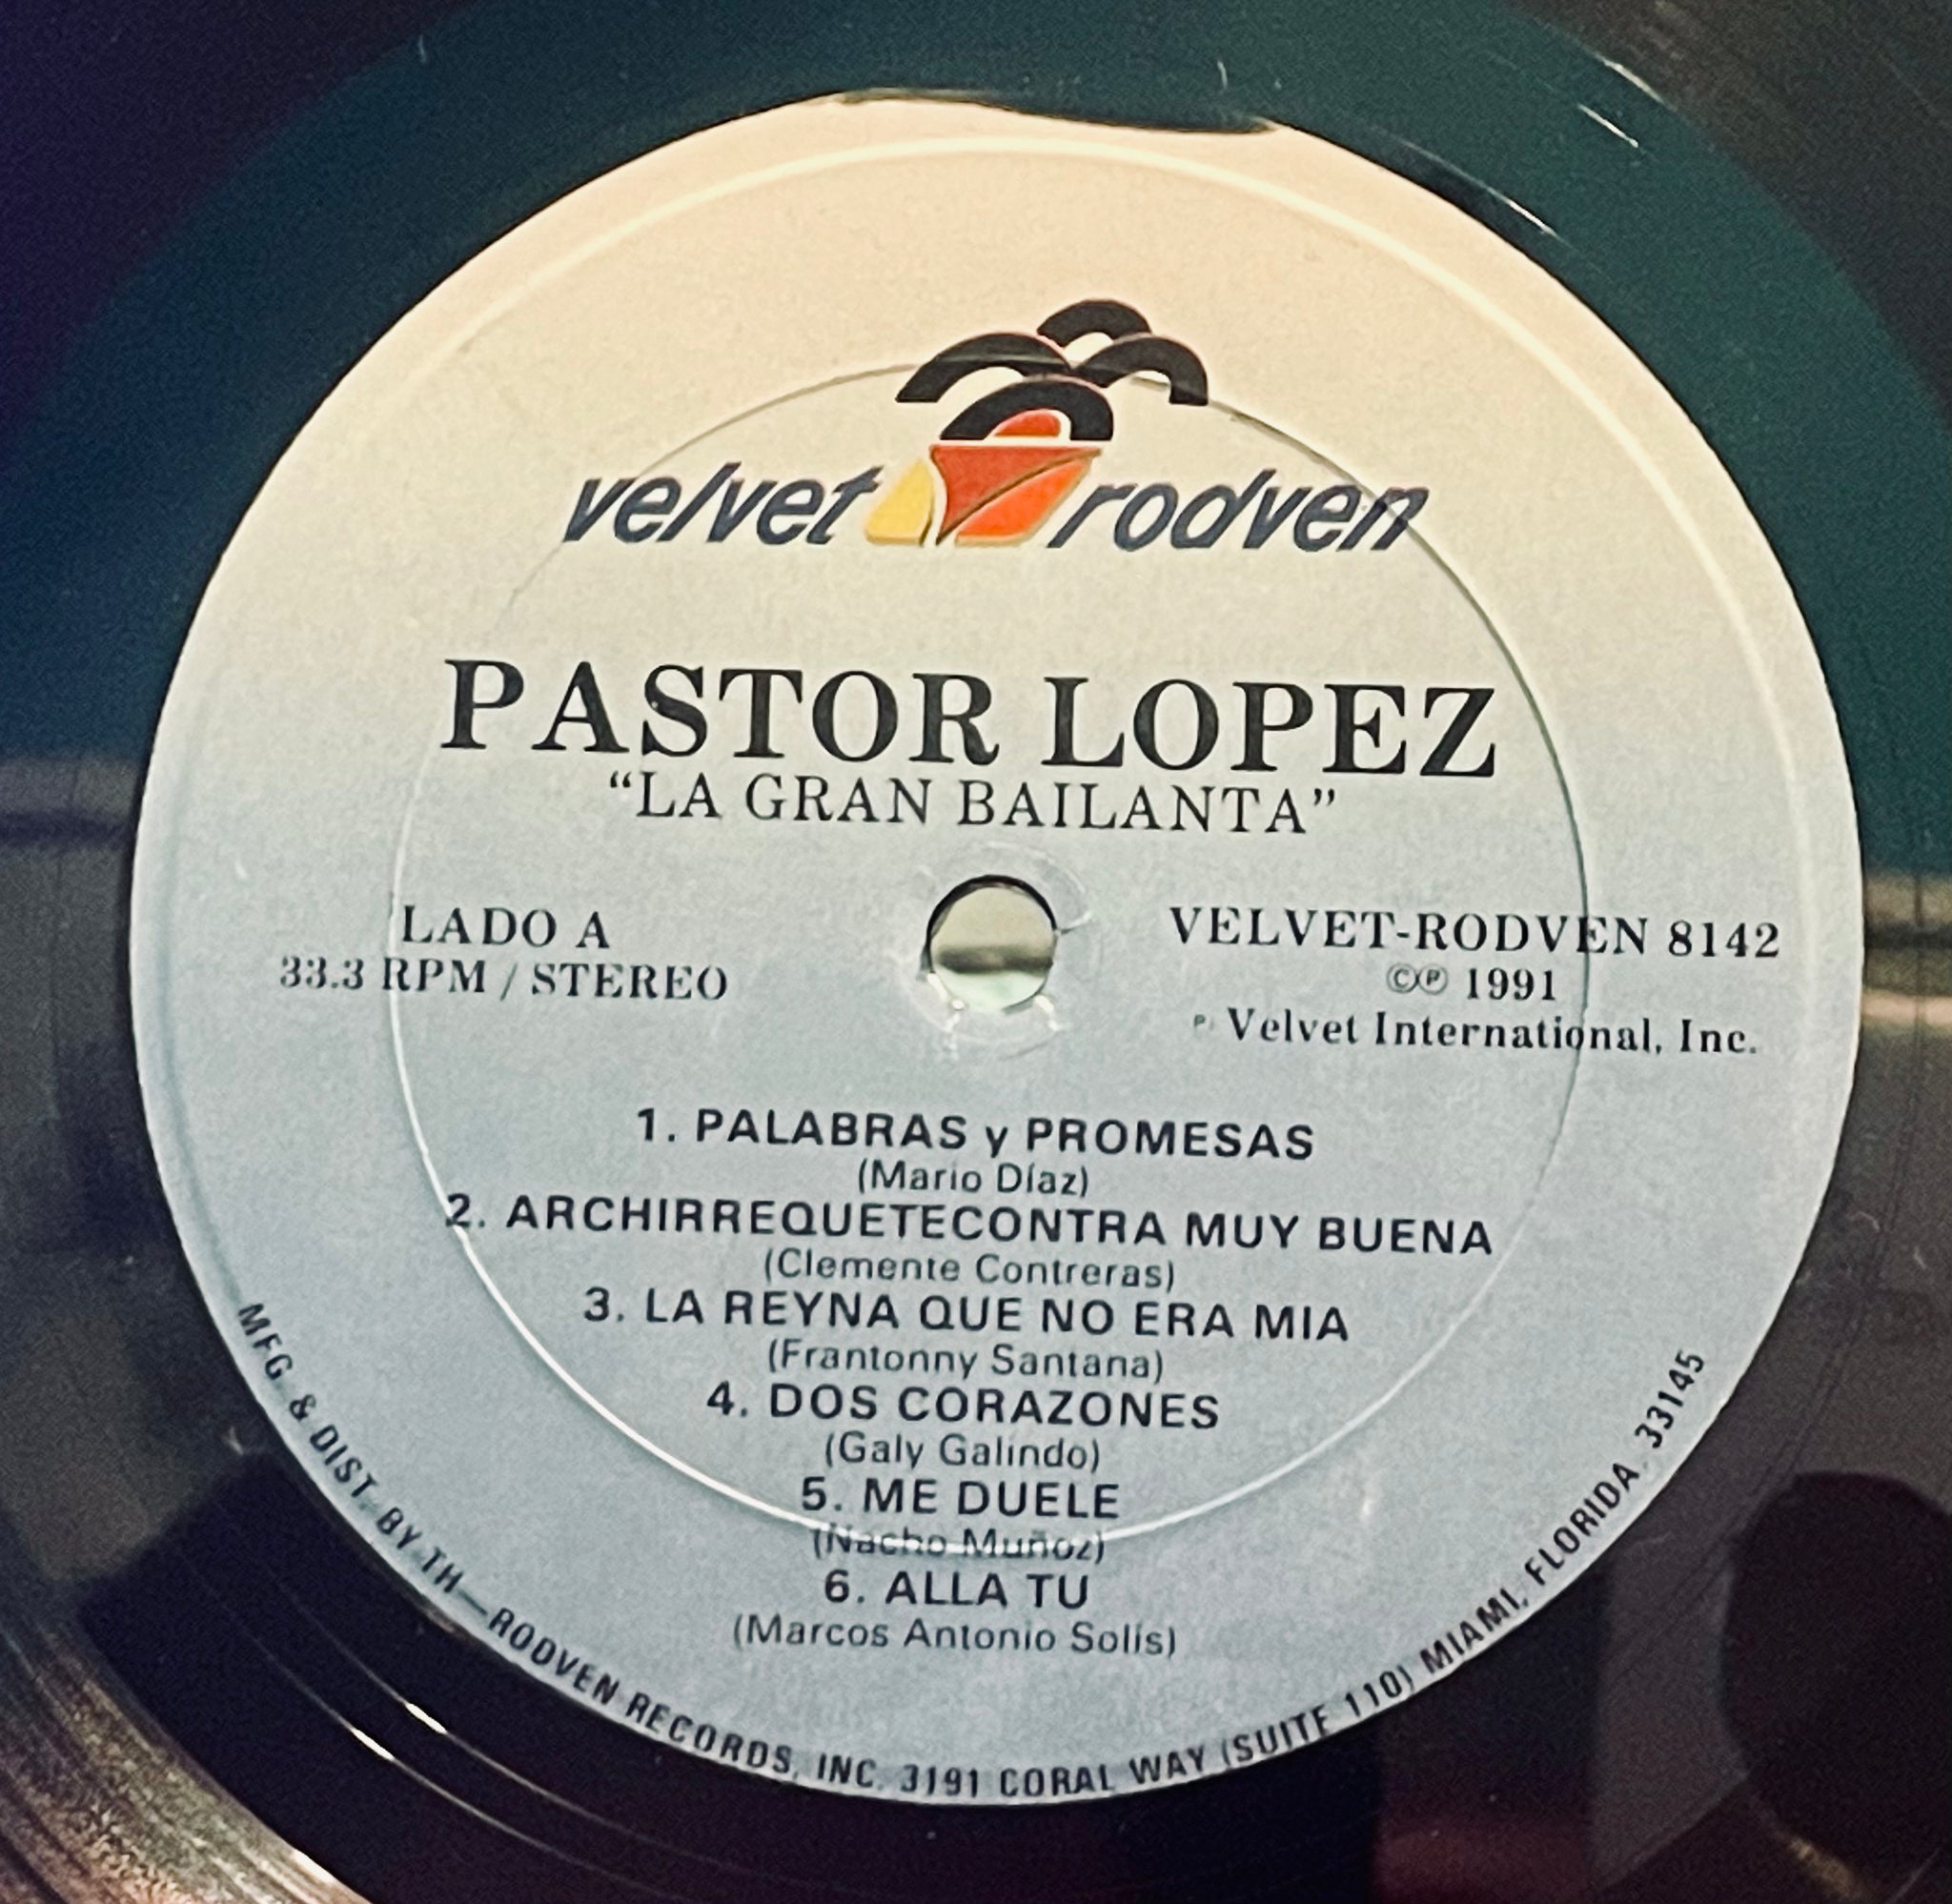 velvet rodven
PASTOR LOPEZ
“LA GRAN BAILANTA”
LADO A
33.3 RPM / STEREO
VELVET-RODVEN 8142
©℗ 1991
℗ Velvet International, Inc.
1. PALABRAS y PROMESAS
(Mario Díaz)
2. ARCHIRREQUETECONTRA MUY BUENA
(Clemente Contreras)
3. LA REYNA QUE NO ERA MIA
(Frantonny Santana)
4. DOS CORAZONES
(Galy Galindo)
5. ME DUELE
(Nacho Muñoz)
6. ALLA TU
(Marcos Antonio Solís)
MFG. & DIST. BY TH—RODVEN RECORDS, INC. 3191 CORAL WAY (SUITE 110) MIAMI, FLORIDA 33145